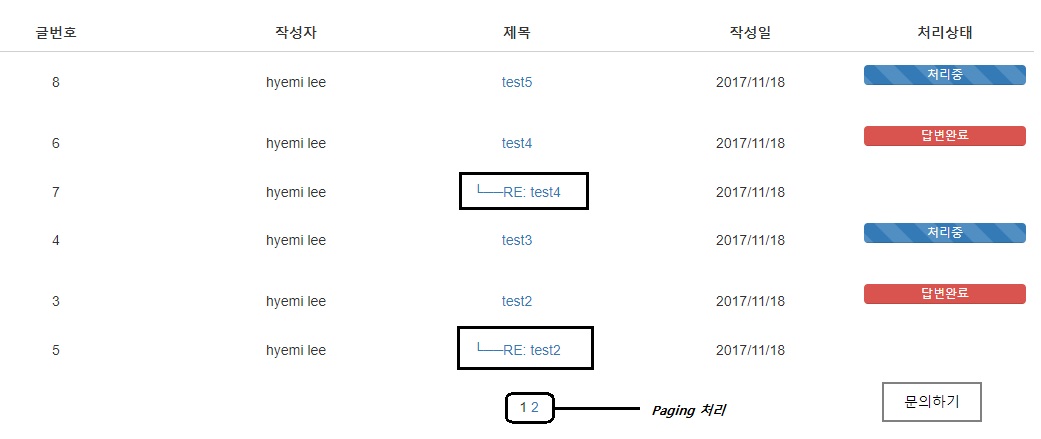 글번호 작성자 제목 작성일 처리상태
8 hyemi lee test5 2017/11/18 처리중
6 hyemi lee test4 2017/11/18 답변완료
7 hyemi lee └──RE: test4 2017/11/18
4 hyemi lee test3 2017/11/18 처리중
3 hyemi lee test2 2017/11/18 답변완료
5 hyemi lee └──RE: test2 2017/11/18
1 2 Paging 처리 문의하기